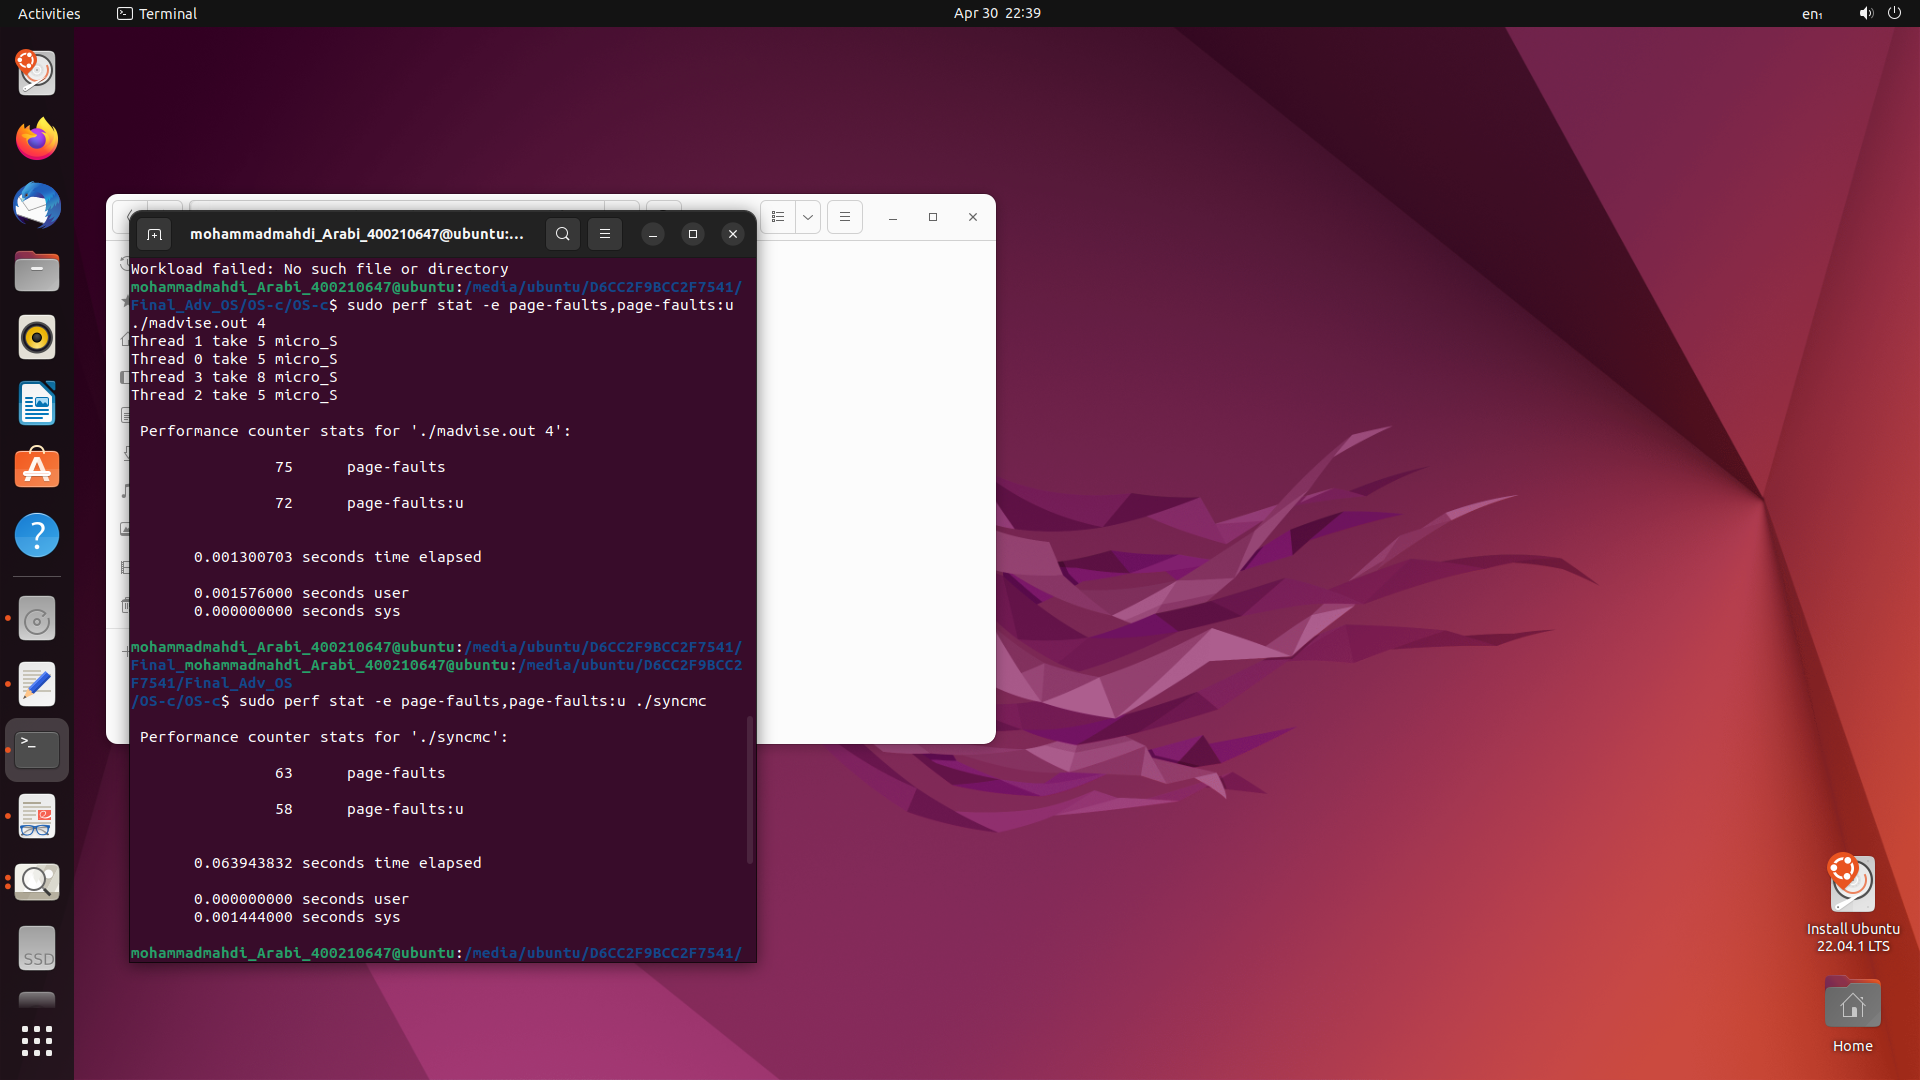 Activities
Terminal
Apr 30 22:39
en₁
mohammadmahdi_Arabi_400210647@ubuntu:...
Workload failed: No such file or directory
mohammadmahdi_Arabi_400210647@ubuntu:/media/ubuntu/D6CC2F9BCC2F7541/
Final_Adv_OS/OS-c/OS-c$ sudo perf stat -e page-faults,page-faults:u
./madvise.out 4
Thread 1 take 5 micro_S
Thread 0 take 5 micro_S
Thread 3 take 8 micro_S
Thread 2 take 5 micro_S
Performance counter stats for './madvise.out 4':
75 page-faults
72 page-faults:u
0.001300703 seconds time elapsed
0.001576000 seconds user
0.000000000 seconds sys
mohammadmahdi_Arabi_400210647@ubuntu:/media/ubuntu/D6CC2F9BCC2F7541/
Final_mohammadmahdi_Arabi_400210647@ubuntu:/media/ubuntu/D6CC2F9BCC2
F7541/Final_Adv_OS
/OS-c/OS-c$ sudo perf stat -e page-faults,page-faults:u ./syncmc
Performance counter stats for './syncmc':
63 page-faults
58 page-faults:u
0.063943832 seconds time elapsed
0.000000000 seconds user
0.001444000 seconds sys
mohammadmahdi_Arabi_400210647@ubuntu:/media/ubuntu/D6CC2F9BCC2F7541/
SSD
Install Ubuntu
22.04.1 LTS
Home